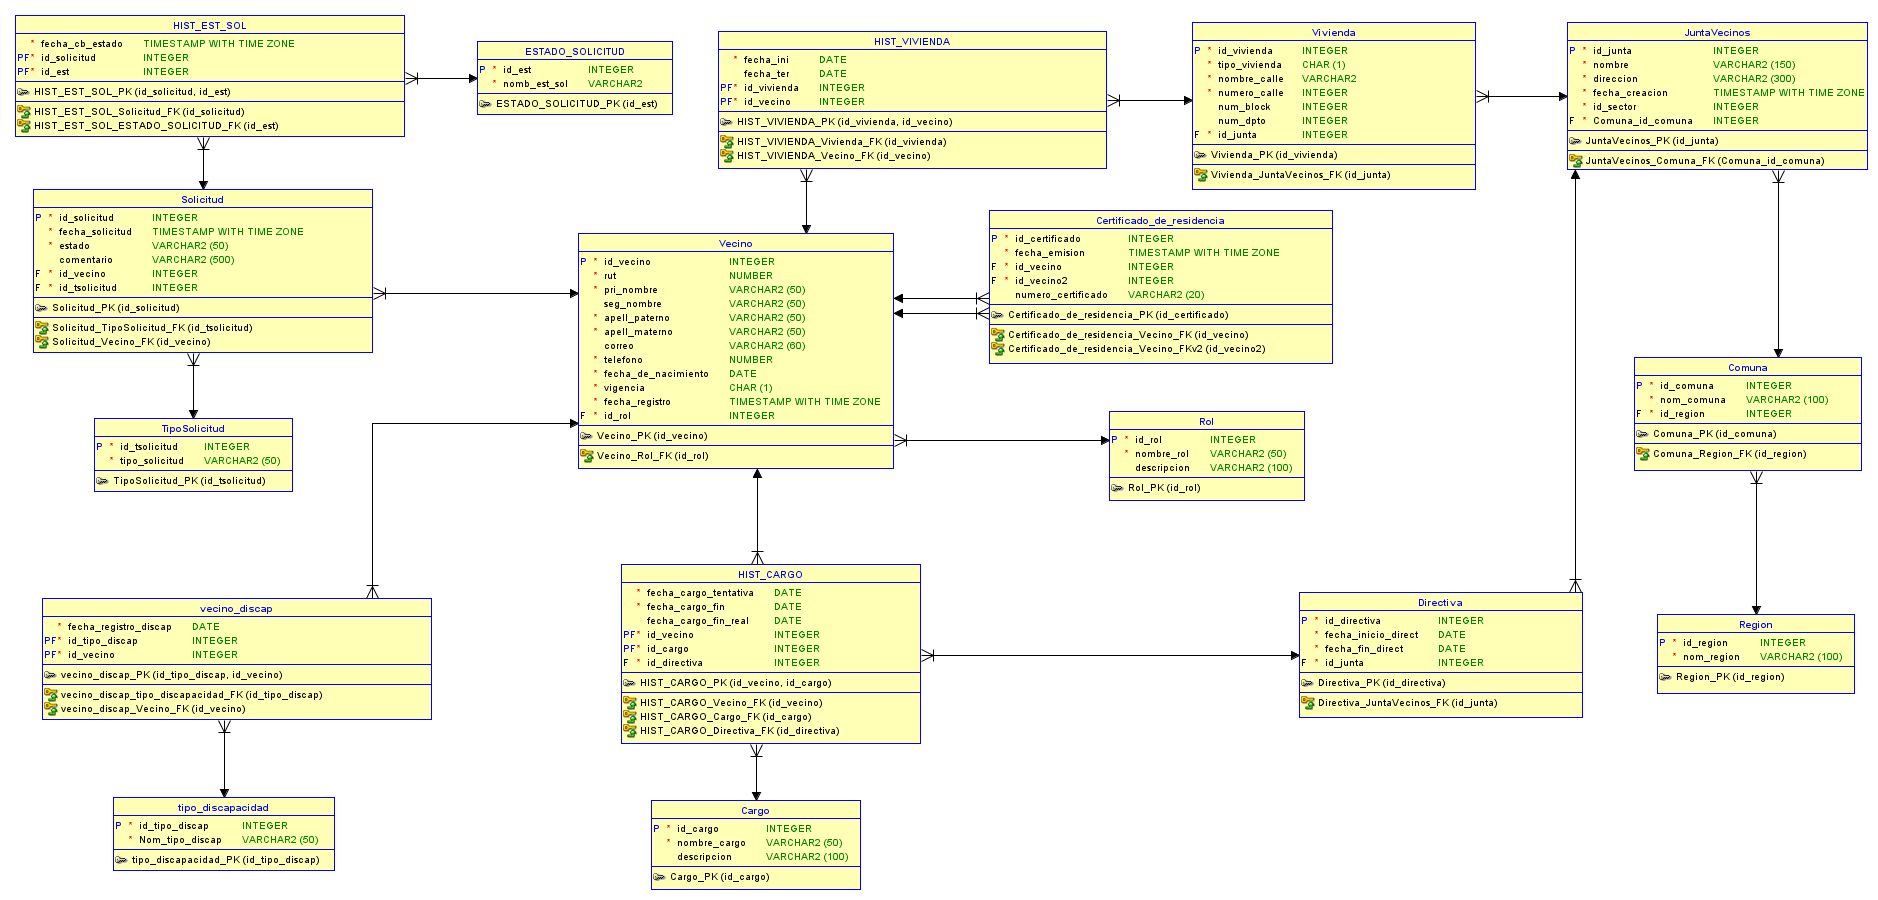 HIST_EST_SOL
* fecha_cb_estado TIMESTAMP WITH TIME ZONE
PF* id_solicitud INTEGER
PF* id_est INTEGER
HIST_EST_SOL_PK (id_solicitud, id_est)
HIST_EST_SOL_Solicitud_FK (id_solicitud)
HIST_EST_SOL_ESTADO_SOLICITUD_FK (id_est)
ESTADO_SOLICITUD
P * id_est INTEGER
* nomb_est_sol VARCHAR2
ESTADO_SOLICITUD_PK (id_est)
HIST_VIVIENDA
* fecha_ini DATE
fecha_ter DATE
PF* id_vivienda INTEGER
PF* id_vecino INTEGER
HIST_VIVIENDA_PK (id_vivienda, id_vecino)
HIST_VIVIENDA_Vivienda_FK (id_vivienda)
HIST_VIVIENDA_Vecino_FK (id_vecino)
Vivienda
P * id_vivienda INTEGER
* tipo_vivienda CHAR (1)
* nombre_calle VARCHAR2
* numero_calle INTEGER
num_block INTEGER
num_dpto INTEGER
F * id_junta INTEGER
Vivienda_PK (id_vivienda)
Vivienda_JuntaVecinos_FK (id_junta)
JuntaVecinos
P * id_junta INTEGER
* nombre VARCHAR2 (150)
* direccion VARCHAR2 (300)
* fecha_creacion TIMESTAMP WITH TIME ZONE
* id_sector INTEGER
F * Comuna_id_comuna INTEGER
JuntaVecinos_PK (id_junta)
JuntaVecinos_Comuna_FK (Comuna_id_comuna)
Solicitud
P * id_solicitud INTEGER
* fecha_solicitud TIMESTAMP WITH TIME ZONE
* estado VARCHAR2 (50)
comentario VARCHAR2 (500)
F * id_vecino INTEGER
F * id_tsolicitud INTEGER
Solicitud_PK (id_solicitud)
Solicitud_TipoSolicitud_FK (id_tsolicitud)
Solicitud_Vecino_FK (id_vecino)
Vecino
P * id_vecino INTEGER
* rut NUMBER
* pri_nombre VARCHAR2 (50)
seg_nombre VARCHAR2 (50)
* apell_paterno VARCHAR2 (50)
* apell_materno VARCHAR2 (50)
correo VARCHAR2 (60)
* telefono NUMBER
* fecha_de_nacimiento DATE
* vigencia CHAR (1)
* fecha_registro TIMESTAMP WITH TIME ZONE
F * id_rol INTEGER
Vecino_PK (id_vecino)
Vecino_Rol_FK (id_rol)
Certificado_de_residencia
P * id_certificado INTEGER
* fecha_emision TIMESTAMP WITH TIME ZONE
F * id_vecino INTEGER
F * id_vecino2 INTEGER
numero_certificado VARCHAR2 (20)
Certificado_de_residencia_PK (id_certificado)
Certificado_de_residencia_Vecino_FK (id_vecino)
Certificado_de_residencia_Vecino_FKv2 (id_vecino2)
Comuna
P * id_comuna INTEGER
* nom_comuna VARCHAR2 (100)
F * id_region INTEGER
Comuna_PK (id_comuna)
Comuna_Region_FK (id_region)
TipoSolicitud
P * id_tsolicitud INTEGER
* tipo_solicitud VARCHAR2 (50)
TipoSolicitud_PK (id_tsolicitud)
Rol
P * id_rol INTEGER
* nombre_rol VARCHAR2 (50)
descripcion VARCHAR2 (100)
Rol_PK (id_rol)
vecino_discap
* fecha_registro_discap DATE
PF* id_tipo_discap INTEGER
PF* id_vecino INTEGER
vecino_discap_PK (id_tipo_discap, id_vecino)
vecino_discap_tipo_discapacidad_FK (id_tipo_discap)
vecino_discap_Vecino_FK (id_vecino)
HIST_CARGO
* fecha_cargo_tentativa DATE
* fecha_cargo_fin DATE
fecha_cargo_fin_real DATE
PF* id_vecino INTEGER
PF* id_cargo INTEGER
F * id_directiva INTEGER
HIST_CARGO_PK (id_vecino, id_cargo)
HIST_CARGO_Vecino_FK (id_vecino)
HIST_CARGO_Cargo_FK (id_cargo)
HIST_CARGO_Directiva_FK (id_directiva)
Directiva
P * id_directiva INTEGER
* fecha_inicio_direct DATE
* fecha_fin_direct DATE
F * id_junta INTEGER
Directiva_PK (id_directiva)
Directiva_JuntaVecinos_FK (id_junta)
Region
P * id_region INTEGER
* nom_region VARCHAR2 (100)
Region_PK (id_region)
tipo_discapacidad
P * id_tipo_discap INTEGER
* Nom_tipo_discap VARCHAR2 (50)
tipo_discapacidad_PK (id_tipo_discap)
Cargo
P * id_cargo INTEGER
* nombre_cargo VARCHAR2 (50)
descripcion VARCHAR2 (100)
Cargo_PK (id_cargo)